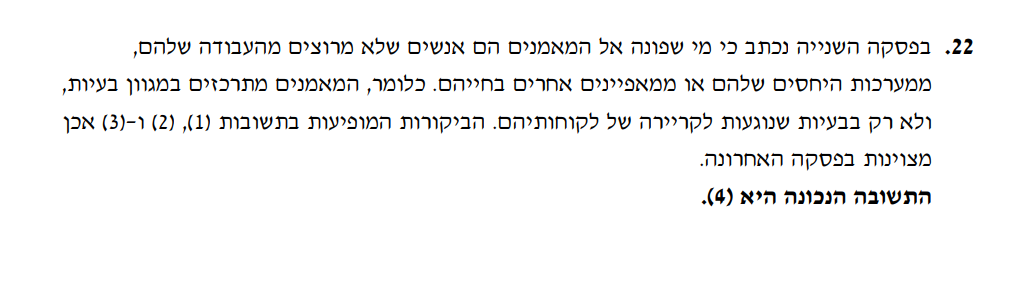 22. בפסקה השנייה נכתב כי מי שפונה אל המאמנים הם אנשים שלא מרוצים מהעבודה שלהם,
ממערכות היחסים שלהם או ממאפיינים אחרים בחייהם. כלומר, המאמנים מתרכזים במגוון בעיות,
ולא רק בבעיות שנוגעות לקריירה של לקוחותיהם. הביקורות המופיעות בתשובות (1), (2) ו-(3) אכן
מצוינות בפסקה האחרונה.
התשובה הנכונה היא (4).